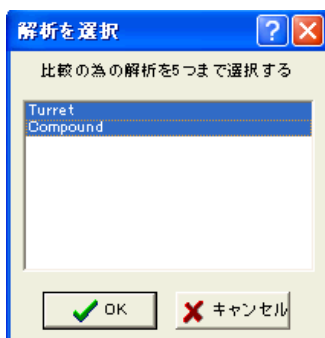 解析を選択
比較の為の解析を5つまで選択する
Turret
Compound
OK
キャンセル